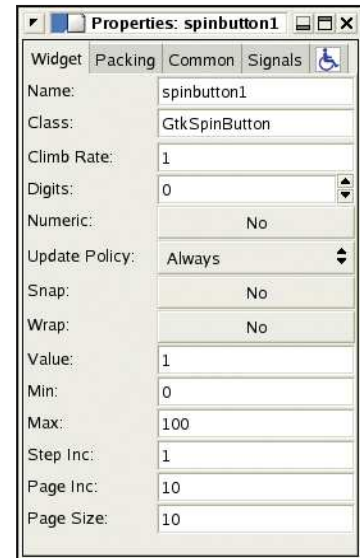 Properties: spinbutton1
Widget Packing Common Signals
Name: spinbutton1
Class: GtkSpinButton
Climb Rate: 1
Digits: 0
Numeric: No
Update Policy: Always
Snap: No
Wrap: No
Value: 1
Min: 0
Max: 100
Step Inc: 1
Page Inc: 10
Page Size: 10